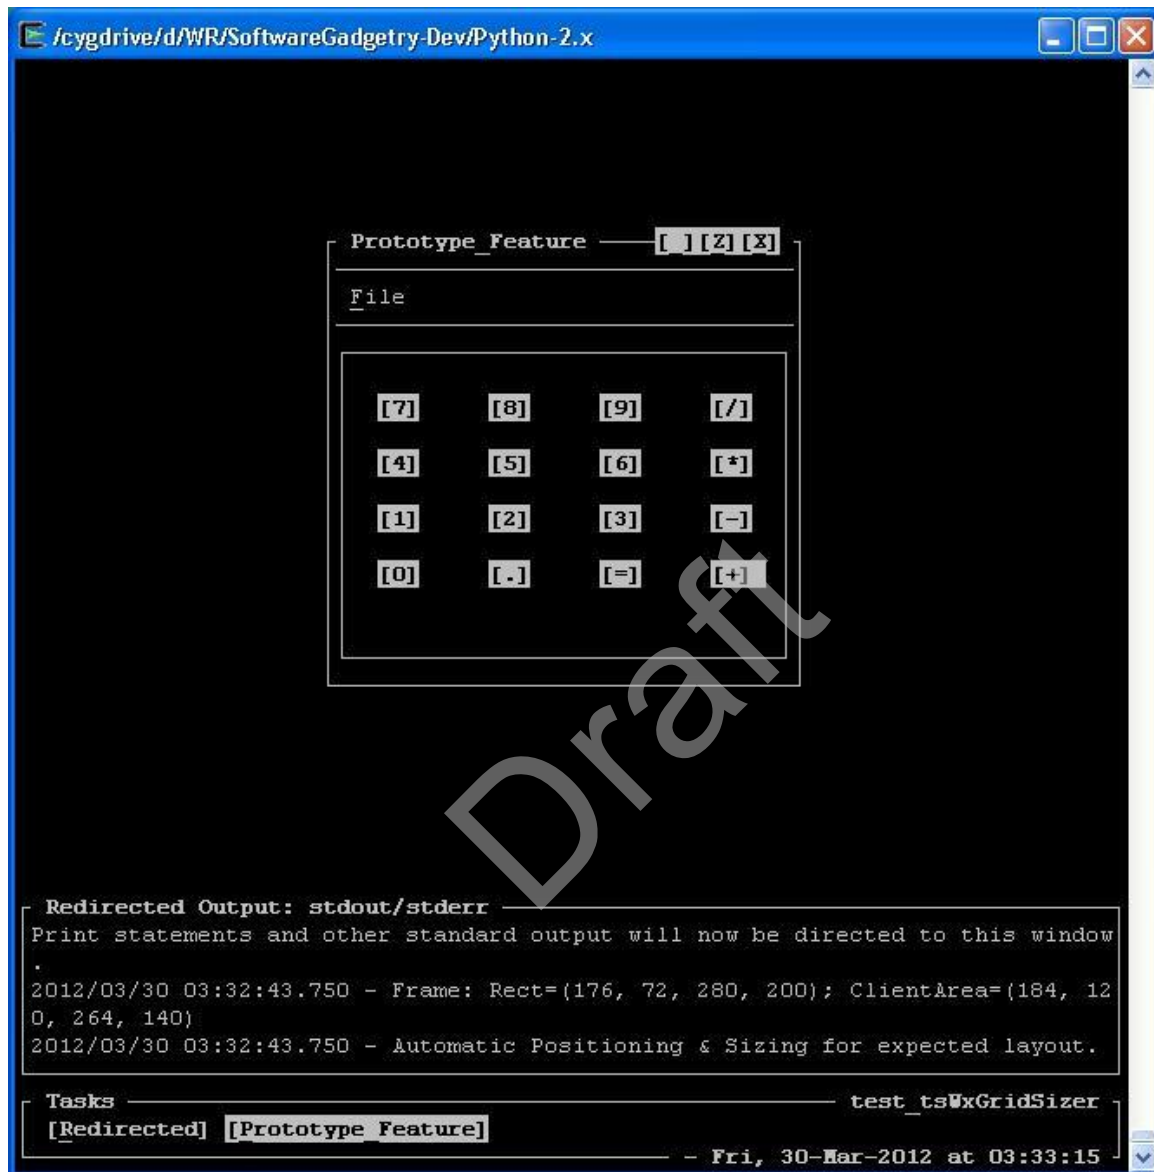 /cygdrive/d/WR/SoftwareGadgetry-Dev/Python-2.x
Prototype_Feature [_][Z][X]
File
[7] [8] [9] [/]
[4] [5] [6] [*]
[1] [2] [3] [-]
[0] [.] [=] [+]
Draft
Redirected Output: stdout/stderr
Print statements and other standard output will now be directed to this window
.
2012/03/30 03:32:43.750 - Frame: Rect=(176, 72, 280, 200); ClientArea=(184, 12
0, 264, 140)
2012/03/30 03:32:43.750 - Automatic Positioning & Sizing for expected layout.
Tasks test_tsWxGridSizer
[Redirected] [Prototype_Feature]
- Fri, 30-Mar-2012 at 03:33:15